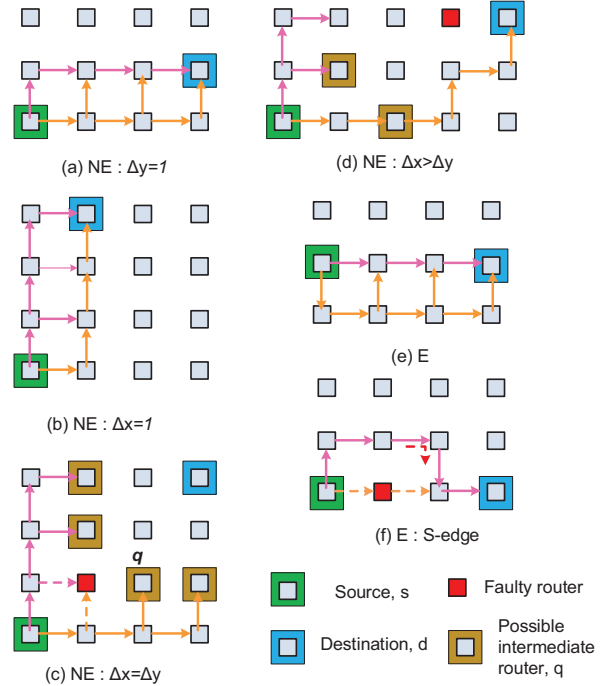 (a) NE : Δy=1
(d) NE : Δx>Δy
(b) NE : Δx=1
(e) E
q
(f) E : S-edge
(c) NE : Δx=Δy
Source, s
Faulty router
Destination, d
Possible
intermediate
router, q